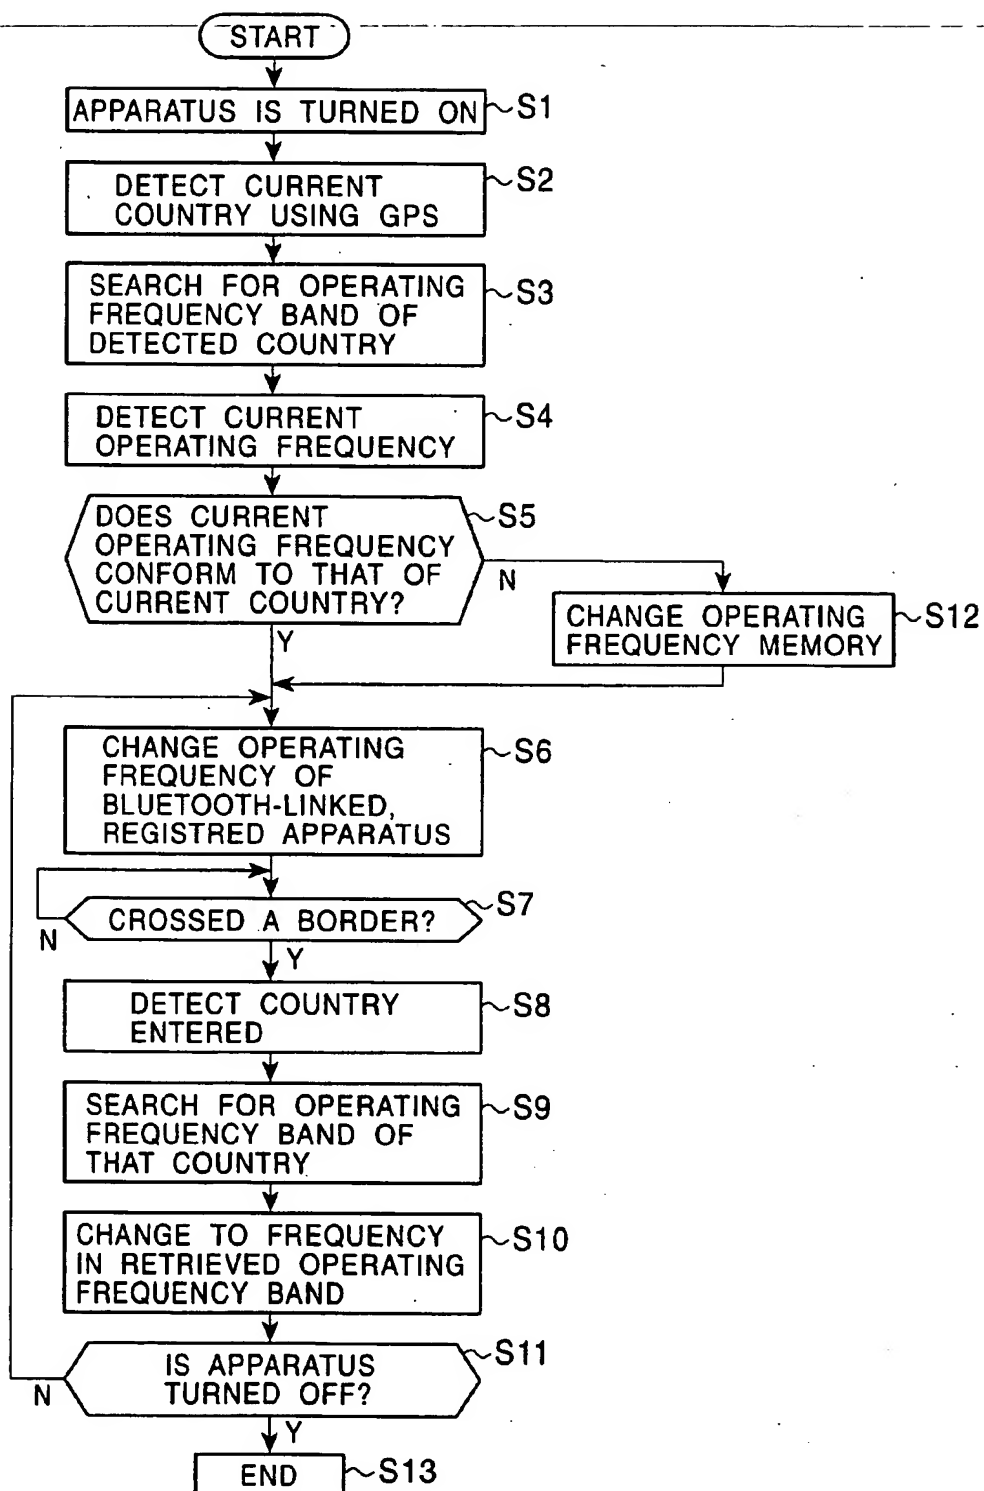 START
APPARATUS IS TURNED ON
S1
DETECT CURRENT
COUNTRY USING GPS
S2
SEARCH FOR OPERATING
FREQUENCY BAND OF
DETECTED COUNTRY
S3
DETECT CURRENT
OPERATING FREQUENCY
S4
DOES CURRENT
OPERATING FREQUENCY
CONFORM TO THAT OF
CURRENT COUNTRY?
S5
N
Y
CHANGE OPERATING
FREQUENCY MEMORY
S12
CHANGE OPERATING
FREQUENCY OF
BLUETOOTH-LINKED,
REGISTRED APPARATUS
S6
CROSSED A BORDER?
S7
N
Y
DETECT COUNTRY
ENTERED
S8
SEARCH FOR OPERATING
FREQUENCY BAND OF
THAT COUNTRY
S9
CHANGE TO FREQUENCY
IN RETRIEVED OPERATING
FREQUENCY BAND
S10
IS APPARATUS
TURNED OFF?
S11
N
Y
END
S13